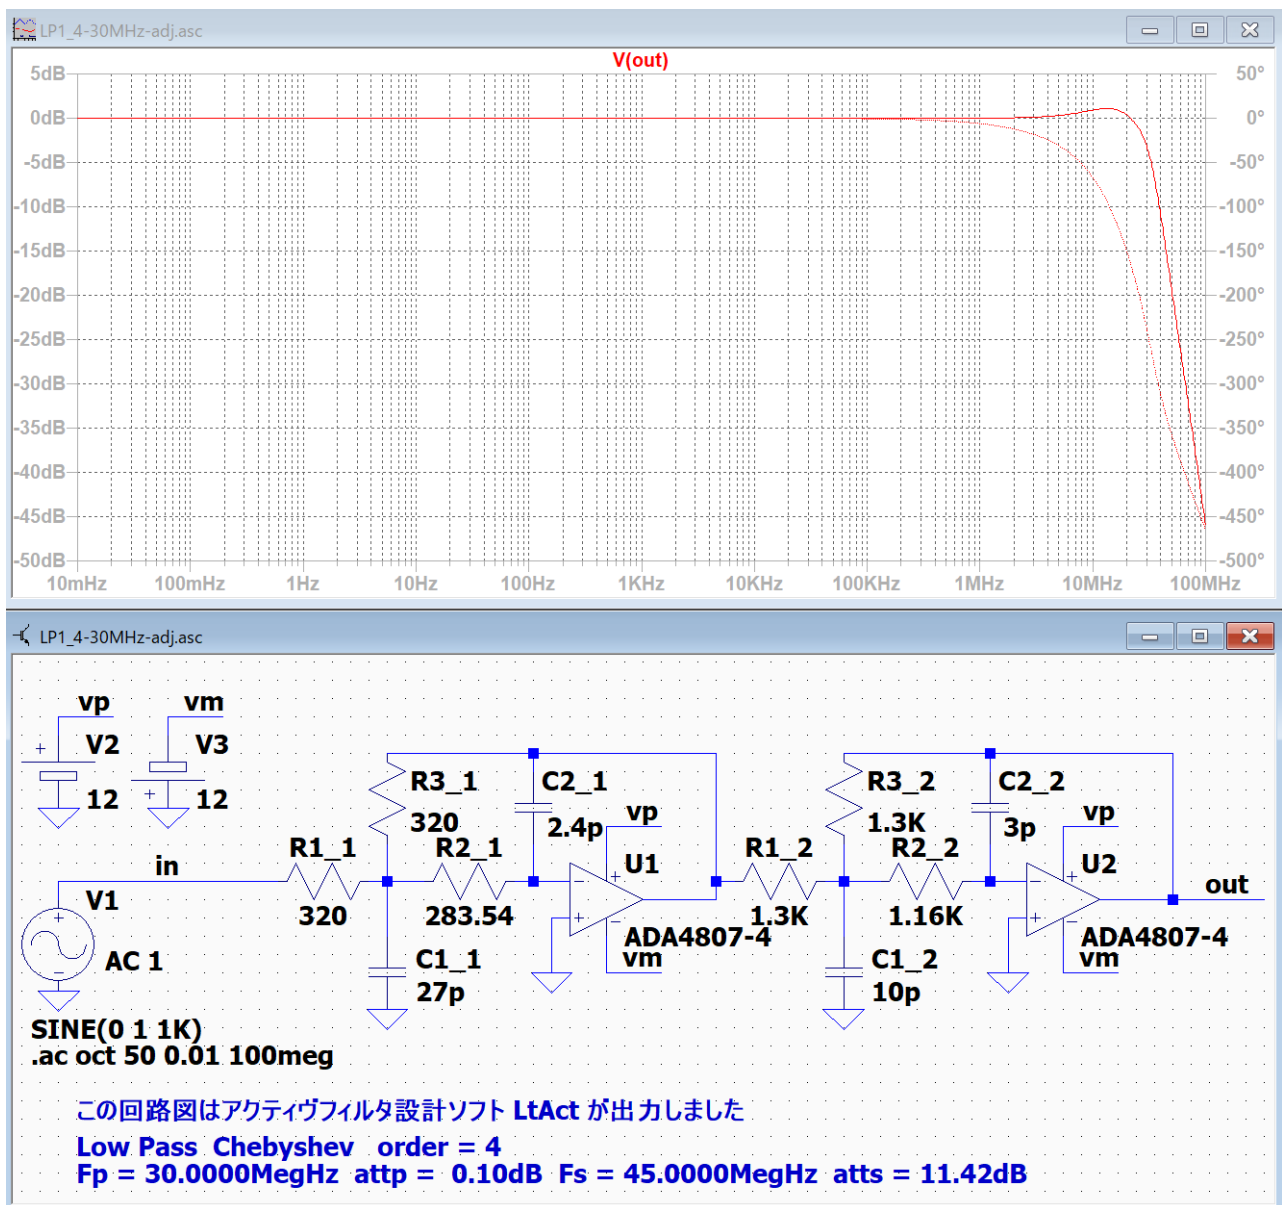 LP1_4-30MHz-adj.asc
V(out)
5dB
0dB
-5dB
-10dB
-15dB
-20dB
-25dB
-30dB
-35dB
-40dB
-45dB
-50dB
50°
0°
-50°
-100°
-150°
-200°
-250°
-300°
-350°
-400°
-450°
-500°
10mHz 100mHz 1Hz 10Hz 100Hz 1KHz 10KHz 100KHz 1MHz 10MHz 100MHz
LP1_4-30MHz-adj.asc
vp
V2
12
vm
V3
12
in
V1
AC 1
R1_1
320
R3_1
320
R2_1
283.54
C1_1
27p
C2_1
2.4p
vp
U1
ADA4807-4
vm
R1_2
1.3K
R3_2
1.3K
R2_2
1.16K
C1_2
10p
C2_2
3p
vp
U2
ADA4807-4
vm
out
SINE(0 1 1K)
.ac oct 50 0.01 100meg
この回路図はアクティヴフィルタ設計ソフト LtAct が出力しました
Low Pass Chebyshev order = 4
Fp = 30.0000MegHz attp = 0.10dB Fs = 45.0000MegHz atts = 11.42dB